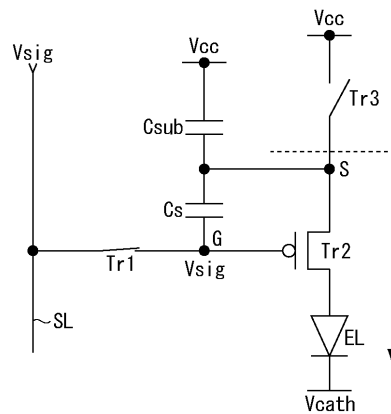 Vcc
Vsig
Vcc
Tr3
Csub
S
Cs
G
Tr1
Vsig
Tr2
SL
EL
Vcath